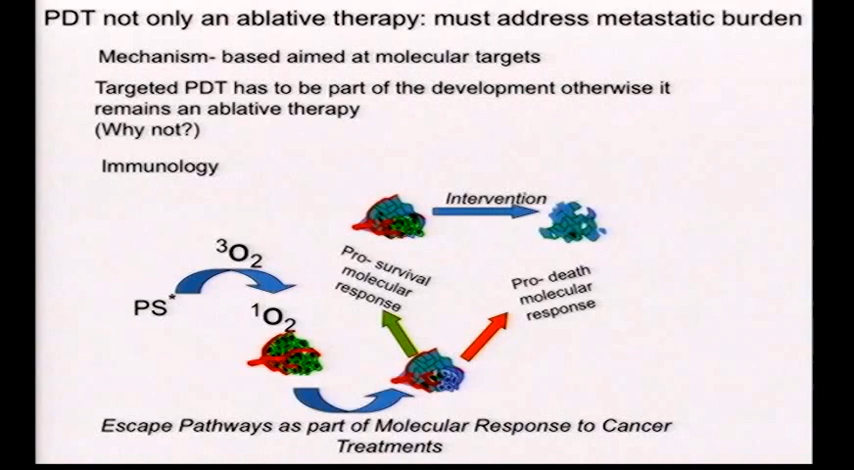 PDT not only an ablative therapy: must address metastatic burden
Mechanism- based aimed at molecular targets
Targeted PDT has to be part of the development otherwise it
remains an ablative therapy
(Why not?)
Immunology
Intervention
³O₂
PS*
¹O₂
Pro- survival
molecular
response
Pro- death
molecular
response
Escape Pathways as part of Molecular Response to Cancer
Treatments